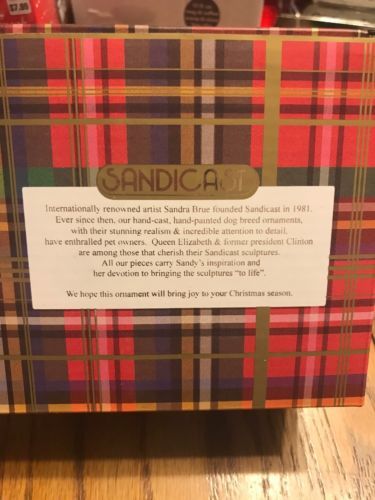 $7.99
SANDICAST
Internationally renowned artist Sandra Brue founded Sandicast in 1981.
Ever since then, our hand-cast, hand-painted dog breed ornaments,
with their stunning realism & incredible attention to detail,
have enthralled pet owners. Queen Elizabeth & former president Clinton
are among those that cherish their Sandicast sculptures.
All our pieces carry Sandy's inspiration and
her devotion to bringing the sculptures "to life".
We hope this ornament will bring joy to your Christmas season.